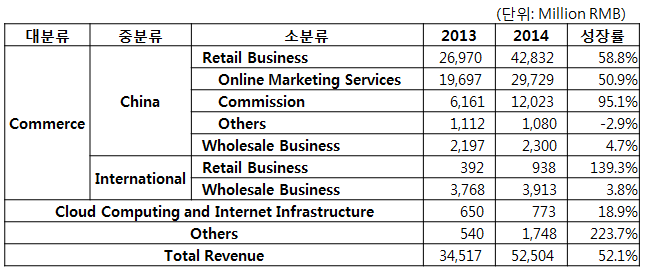 (단위: Million RMB)
대분류 중분류 소분류 2013 2014 성장률
Commerce China Retail Business 26,970 42,832 58.8%
Online Marketing Services 19,697 29,729 50.9%
Commission 6,161 12,023 95.1%
Others 1,112 1,080 -2.9%
Wholesale Business 2,197 2,300 4.7%
International Retail Business 392 938 139.3%
Wholesale Business 3,768 3,913 3.8%
Cloud Computing and Internet Infrastructure 650 773 18.9%
Others 540 1,748 223.7%
Total Revenue 34,517 52,504 52.1%